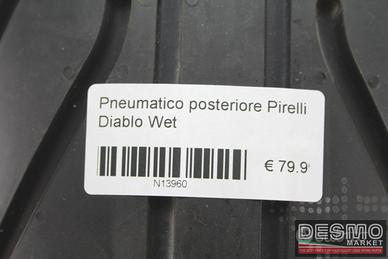 Pneumatico posteriore Pirelli
Diablo Wet
€ 79.9
N13960
DESMO
MARKET